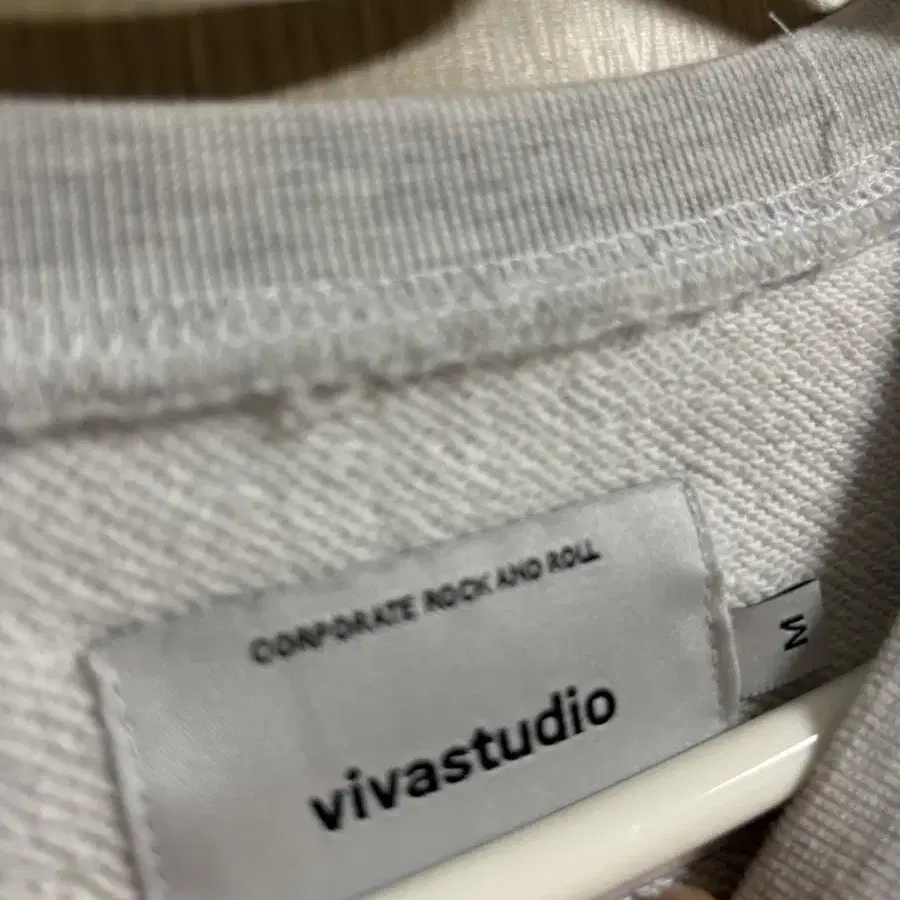 CORPORATE ROCK AND ROLL
vivastudio
M